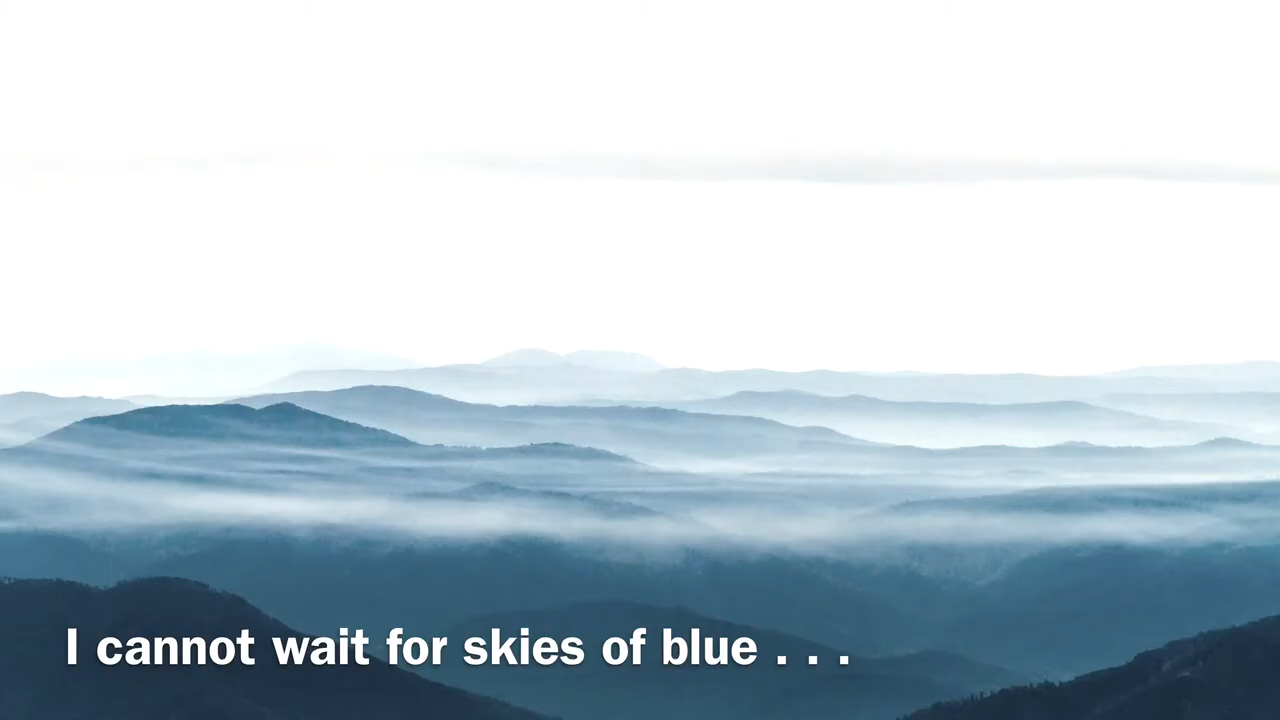 I cannot wait for skies of blue . . .